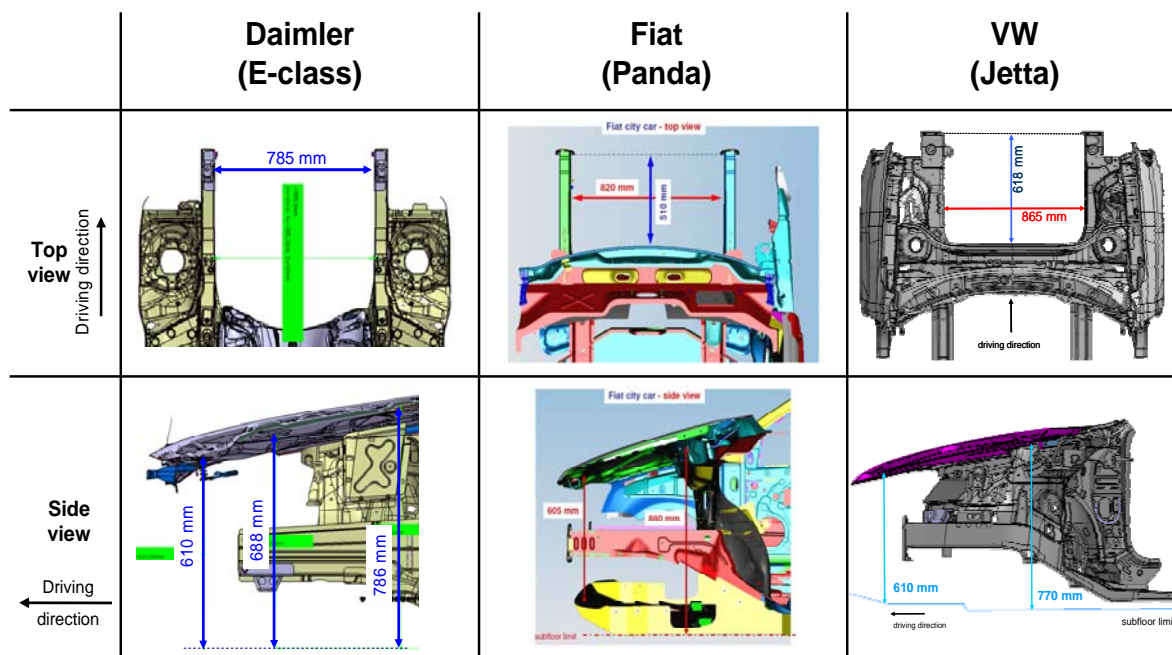 Daimler
(E-class)
Fiat
(Panda)
VW
(Jetta)
Top
view
Driving direction
785 mm
Fiat city car - top view
820 mm
510 mm
618 mm
865 mm
driving direction
Side
view
Driving
direction
610 mm
688 mm
786 mm
Fiat city car - side view
605 mm
880 mm
subfloor limit
610 mm
770 mm
driving direction
subfloor limit